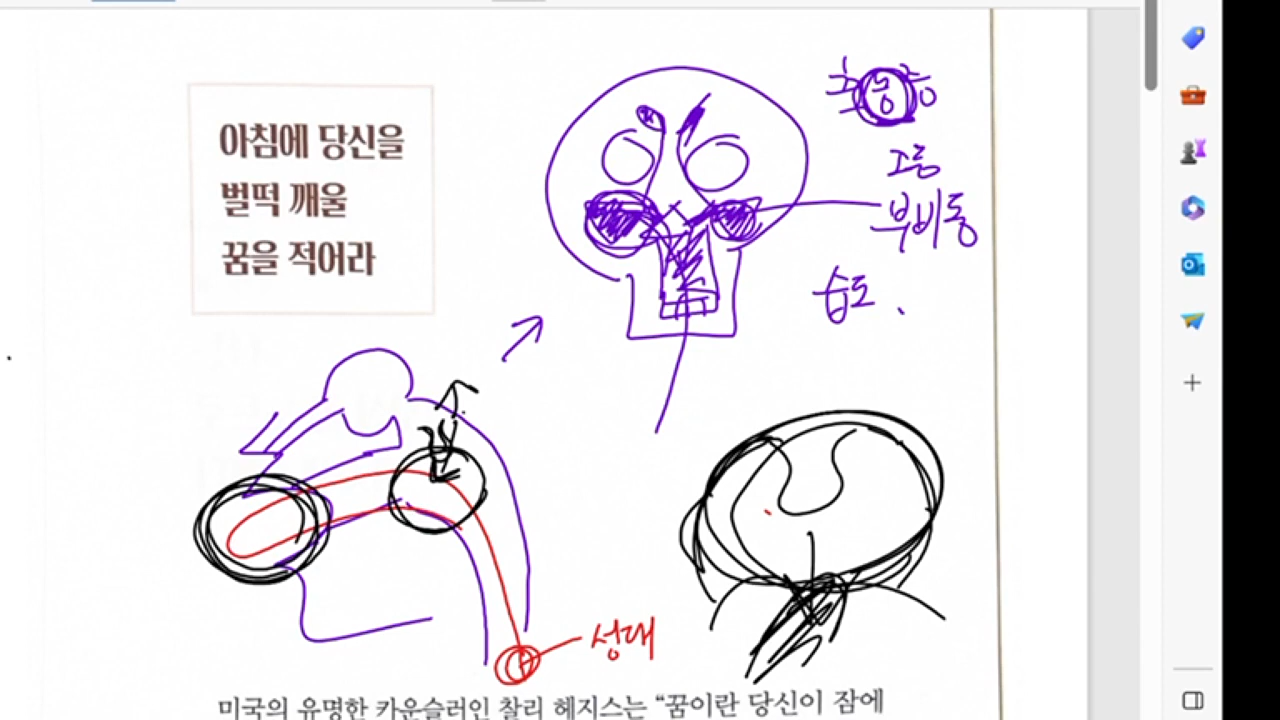 아침에 당신을
벌떡 깨울
꿈을 적어라
부비동
습도.
성대
미국의 유명한 카운슬러인 찰리 헤지스는 “꿈이란 당신이 잠에